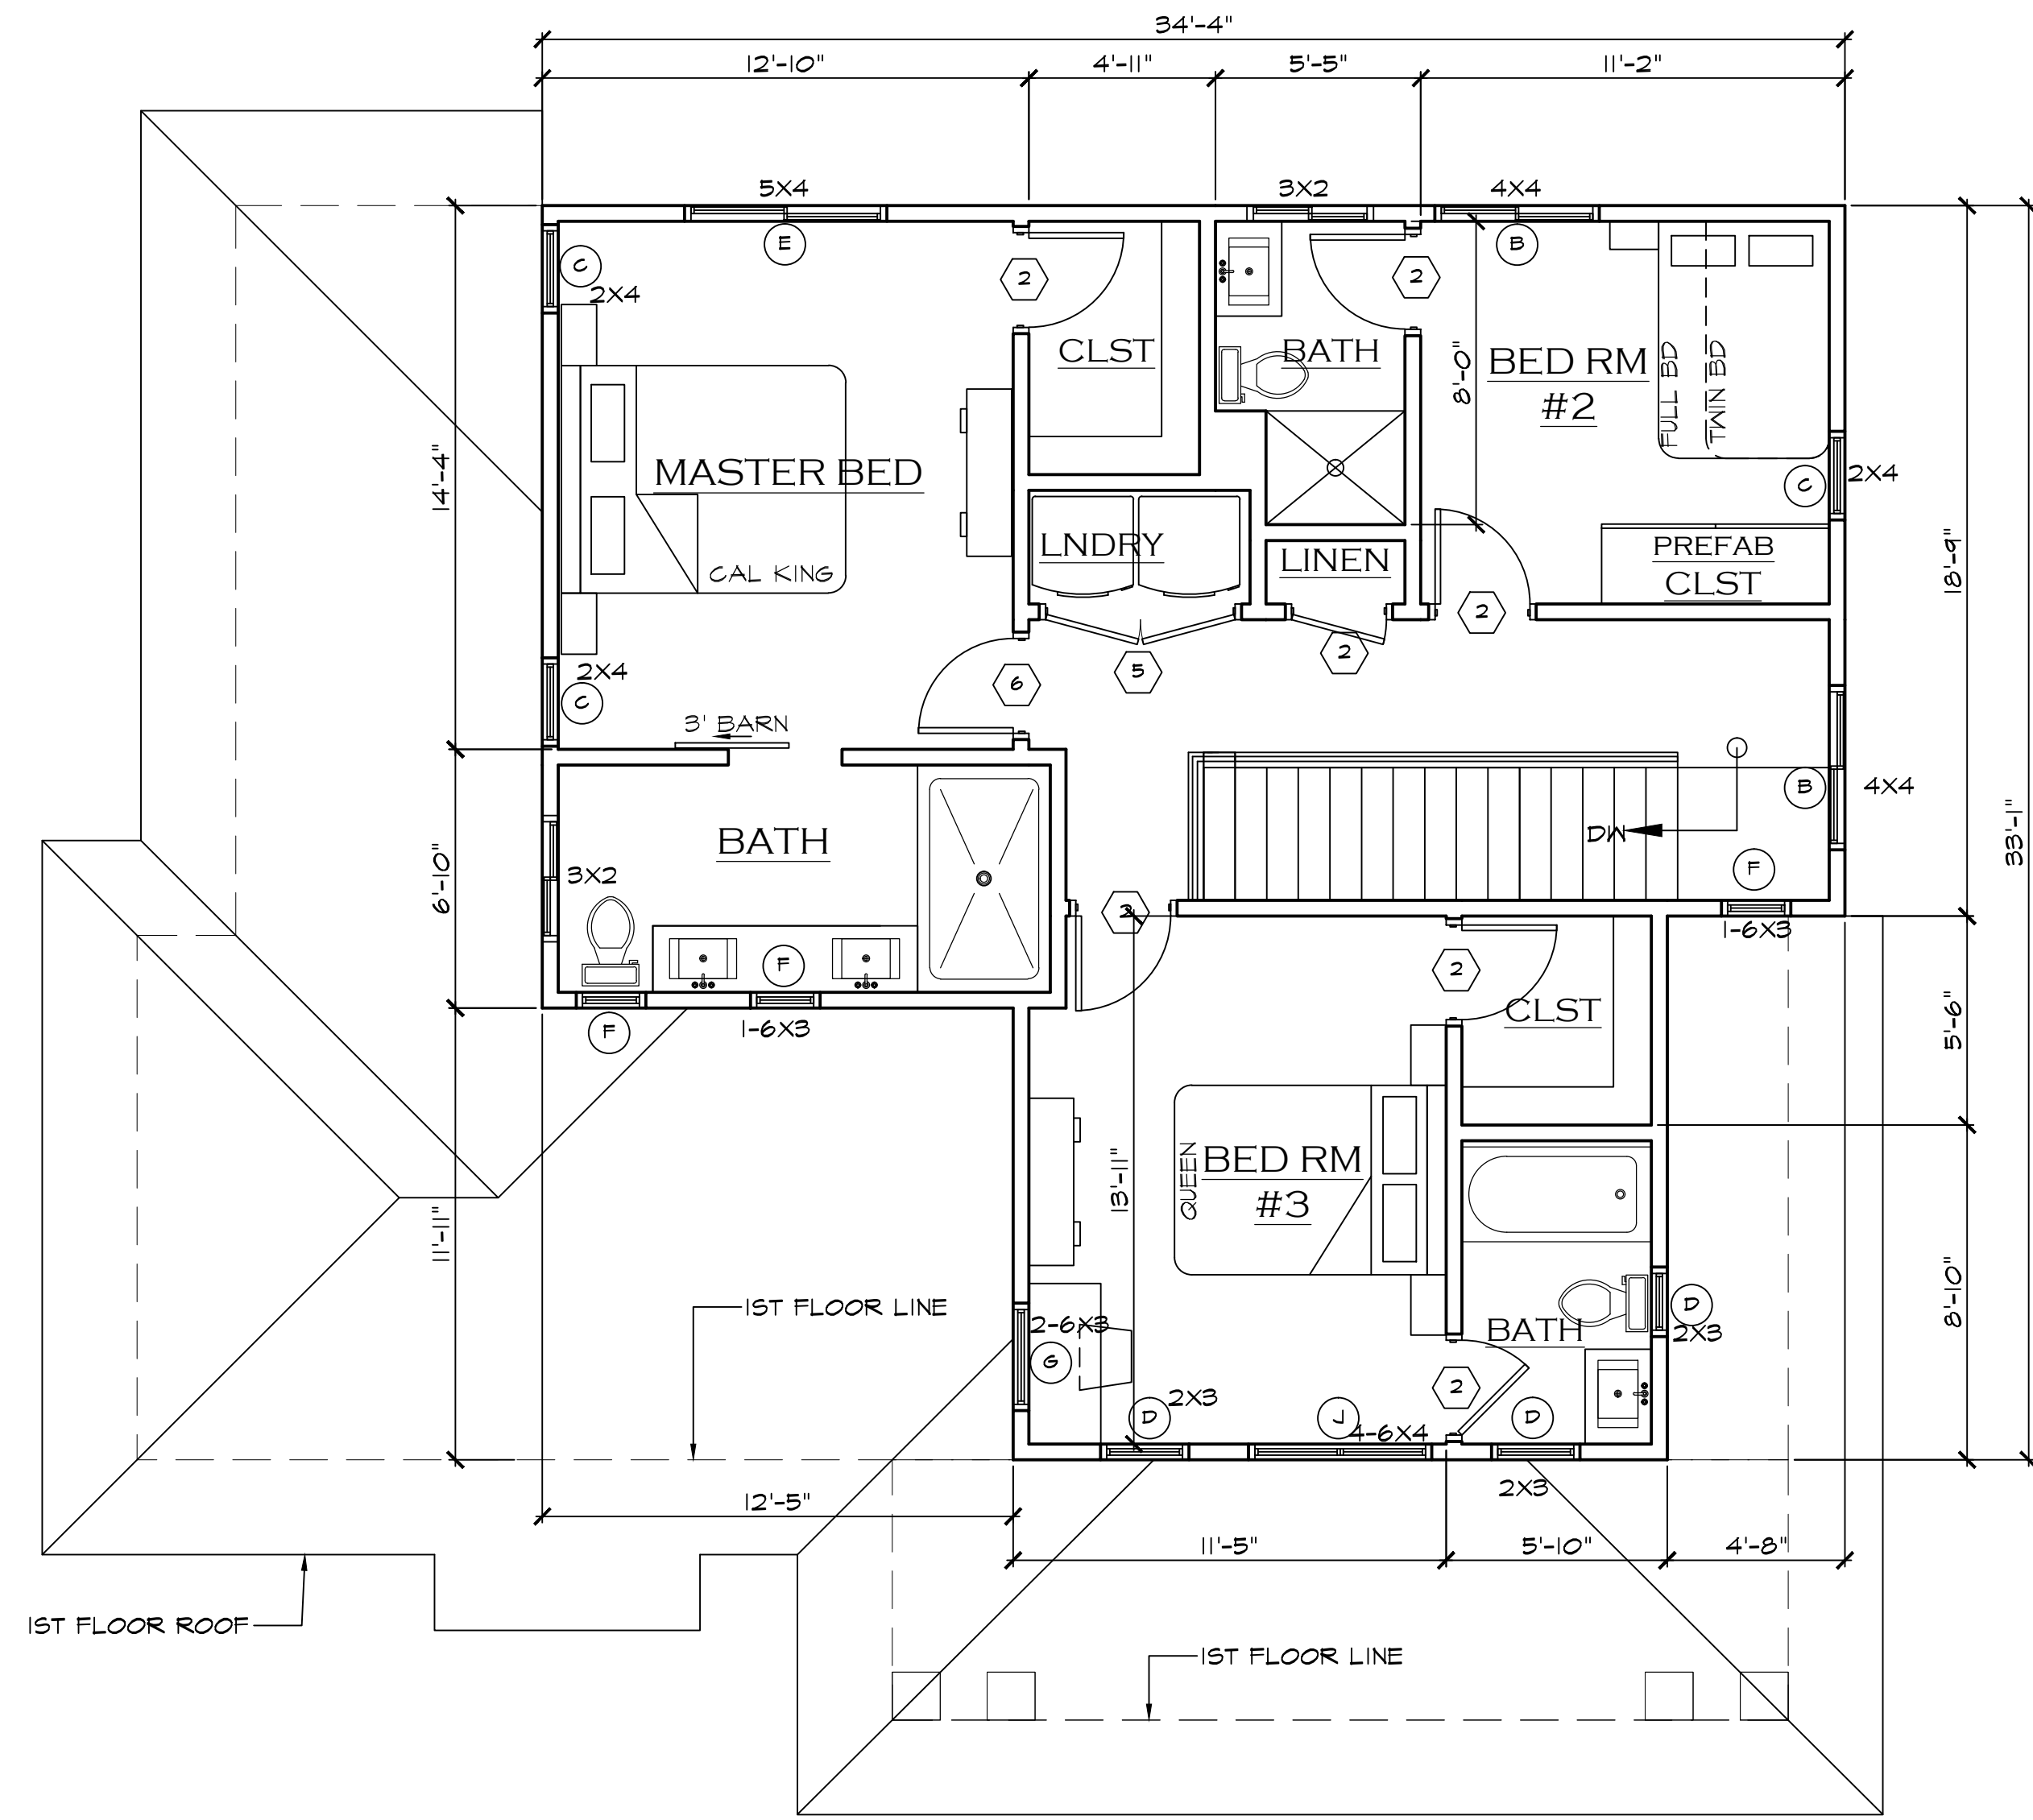 34'-4"
12'-10"
4'-11"
5'-5"
11'-2"
5X4
3X2
4X4
E
B
C
2X4
2
2
CLST
BATH
8'-0"
BED RM
#2
FULL BD
TWIN BD
MASTER BED
CAL KING
14'-4"
C
2X4
18'-9"
33'-1"
LNDRY
LINEN
PREFAB
CLST
2
2
5
6
2X4
C
3' BARN
B
4X4
DW
F
1-6X3
BATH
6'-10"
3X2
F
F
1-6X3
2
2
CLST
5'-6"
11'-11"
13'-11"
QUEEN
BED RM
#3
8'-10"
1ST FLOOR LINE
2-6X3
G
BATH
D
2X3
2
D
2X3
J
4-6X4
D
2X3
12'-5"
11'-5"
5'-10"
4'-8"
1ST FLOOR ROOF
1ST FLOOR LINE